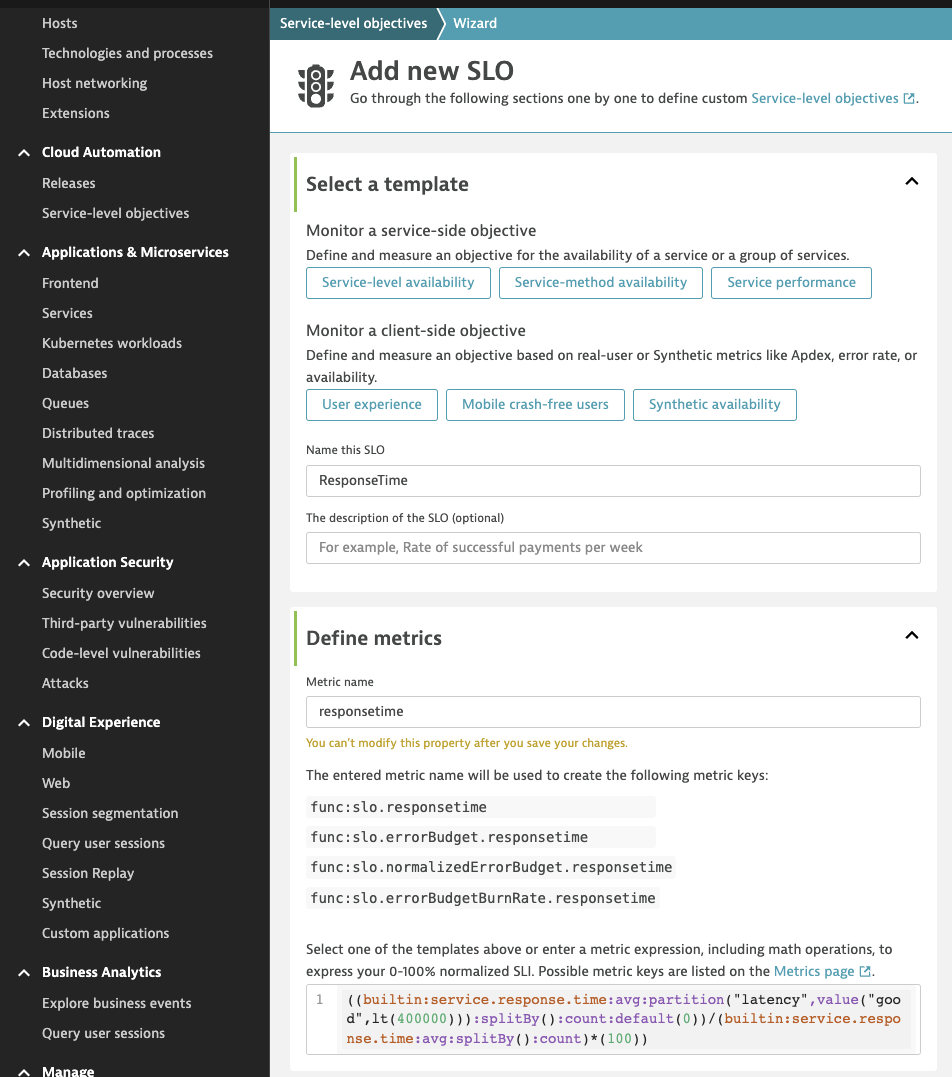 Hosts
Technologies and processes
Host networking
Extensions
Cloud Automation
Releases
Service-level objectives
Applications & Microservices
Frontend
Services
Kubernetes workloads
Databases
Queues
Distributed traces
Multidimensional analysis
Profiling and optimization
Synthetic
Application Security
Security overview
Third-party vulnerabilities
Code-level vulnerabilities
Attacks
Digital Experience
Mobile
Web
Session segmentation
Query user sessions
Session Replay
Synthetic
Custom applications
Business Analytics
Explore business events
Query user sessions
Manage
Service-level objectives Wizard
Add new SLO
Go through the following sections one by one to define custom Service-level objectives.
Select a template
Monitor a service-side objective
Define and measure an objective for the availability of a service or a group of services.
Service-level availability Service-method availability Service performance
Monitor a client-side objective
Define and measure an objective based on real-user or Synthetic metrics like Apdex, error rate, or
availability.
User experience Mobile crash-free users Synthetic availability
Name this SLO
ResponseTime
The description of the SLO (optional)
For example, Rate of successful payments per week
Define metrics
Metric name
responsetime
You can't modify this property after you save your changes.
The entered metric name will be used to create the following metric keys:
func:slo.responsetime
func:slo.errorBudget.responsetime
func:slo.normalizedErrorBudget.responsetime
func:slo.errorBudgetBurnRate.responsetime
Select one of the templates above or enter a metric expression, including math operations, to
express your 0-100% normalized SLI. Possible metric keys are listed on the Metrics page.
1 ((builtin:service.response.time:avg:partition("latency",value("goo
d",lt(400000))):splitBy():count:default(0))/(builtin:service.respo
nse.time:avg:splitBy():count)*(100))